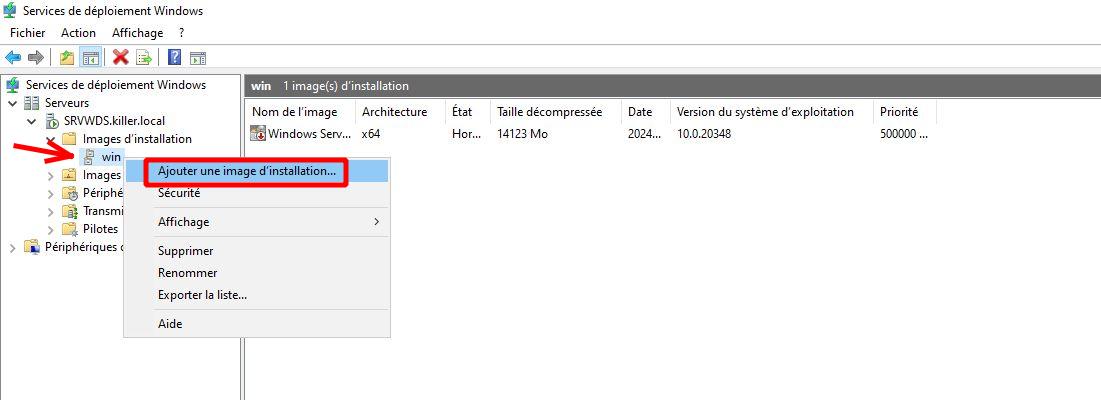 Services de déploiement Windows
Fichier Action Affichage ?
Services de déploiement Windows
Serveurs
SRVWDS.killer.local
Images d'installation
win
Images
Périphé
Transmi
Pilotes
Périphériques
Ajouter une image d'installation...
Sécurité
Affichage
Supprimer
Renommer
Exporter la liste...
Aide
win 1 image(s) d'installation
Nom de l'image Architecture État Taille décompressée Date Version du système d'exploitation Priorité
Windows Serv... x64 Hor... 14123 Mo 2024... 10.0.20348 500000 ...